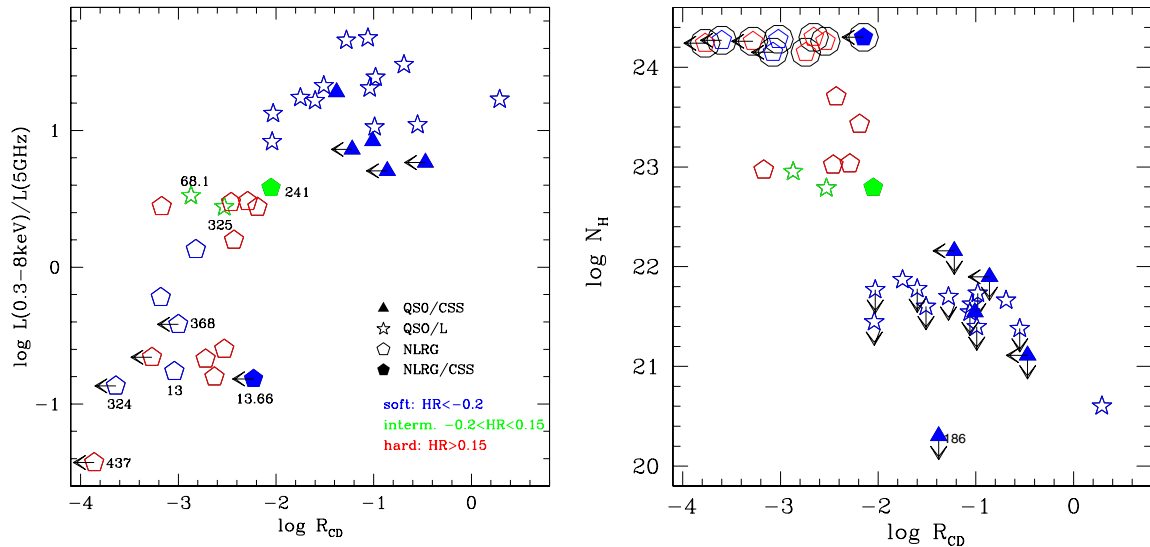 log L(0.3-8keV)/L(5GHz)
1
0
-1
68.1
241
325
368
324
13
13.66
437
QSO/CSS
QSO/L
NLRG
NLRG/CSS
soft: HR<-0.2
interm. -0.2<HR<0.15
hard: HR>0.15
-4 -3 -2 -1 0
log R_CD
log N_H
24
23
22
21
20
186
-4 -3 -2 -1 0
log R_CD